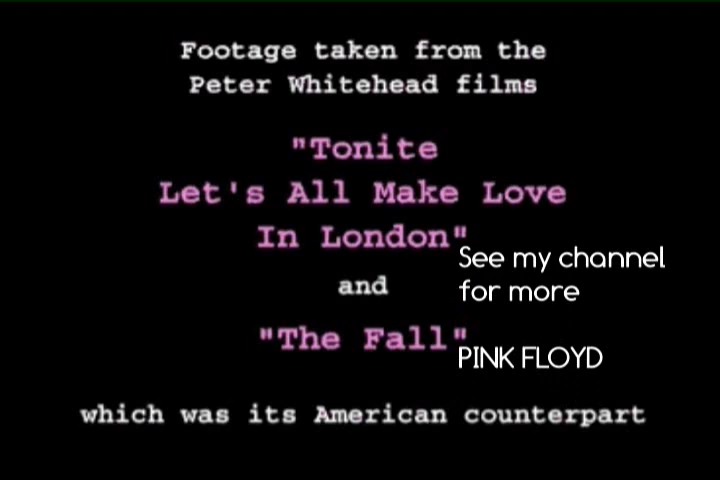 Footage taken from the
Peter Whitehead films
"Tonite
Let's All Make Love
In London"
See my channel
for more
and
"The Fall"
PINK FLOYD
which was its American counterpart